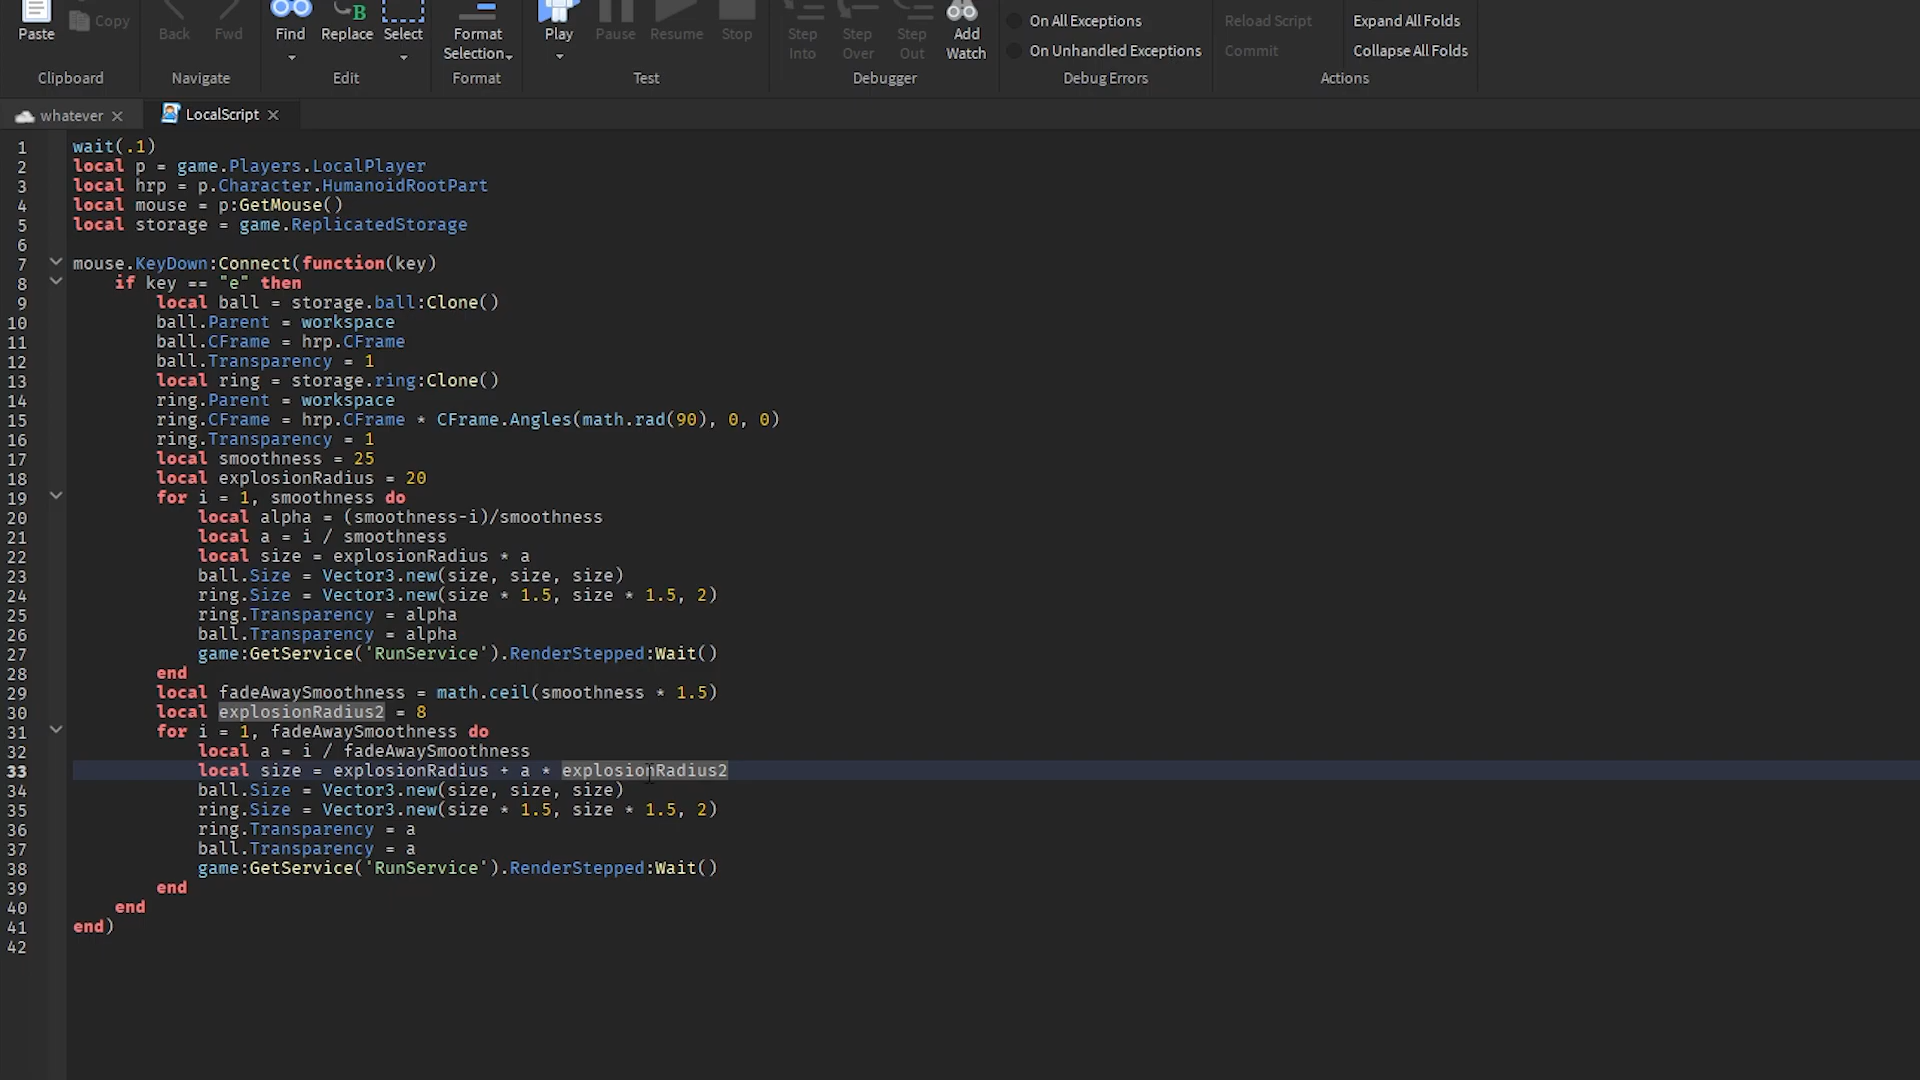 Paste
Copy
Clipboard
Back
Fwd
Navigate
Find
Replace
Select
Edit
Format
Selection
Format
Play
Pause
Resume
Stop
Test
Step
Into
Step
Over
Step
Out
Add
Watch
Debugger
On All Exceptions
On Unhandled Exceptions
Debug Errors
Reload Script
Commit
Expand All Folds
Collapse All Folds
Actions
whatever
LocalScript
1 wait(.1)
2 local p = game.Players.LocalPlayer
3 local hrp = p.Character.HumanoidRootPart
4 local mouse = p:GetMouse()
5 local storage = game.ReplicatedStorage
6
7 mouse.KeyDown:Connect(function(key)
8     if key == "e" then
9         local ball = storage.ball:Clone()
10         ball.Parent = workspace
11         ball.CFrame = hrp.CFrame
12         ball.Transparency = 1
13         local ring = storage.ring:Clone()
14         ring.Parent = workspace
15         ring.CFrame = hrp.CFrame * CFrame.Angles(math.rad(90), 0, 0)
16         ring.Transparency = 1
17         local smoothness = 25
18         local explosionRadius = 20
19         for i = 1, smoothness do
20             local alpha = (smoothness-i)/smoothness
21             local a = i / smoothness
22             local size = explosionRadius * a
23             ball.Size = Vector3.new(size, size, size)
24             ring.Size = Vector3.new(size * 1.5, size * 1.5, 2)
25             ring.Transparency = alpha
26             ball.Transparency = alpha
27             game:GetService('RunService').RenderStepped:Wait()
28         end
29         local fadeAwaySmoothness = math.ceil(smoothness * 1.5)
30         local explosionRadius2 = 8
31         for i = 1, fadeAwaySmoothness do
32             local a = i / fadeAwaySmoothness
33             local size = explosionRadius + a * explosionRadius2
34             ball.Size = Vector3.new(size, size, size)
35             ring.Size = Vector3.new(size * 1.5, size * 1.5, 2)
36             ring.Transparency = a
37             ball.Transparency = a
38             game:GetService('RunService').RenderStepped:Wait()
39         end
40     end
41 end)
42